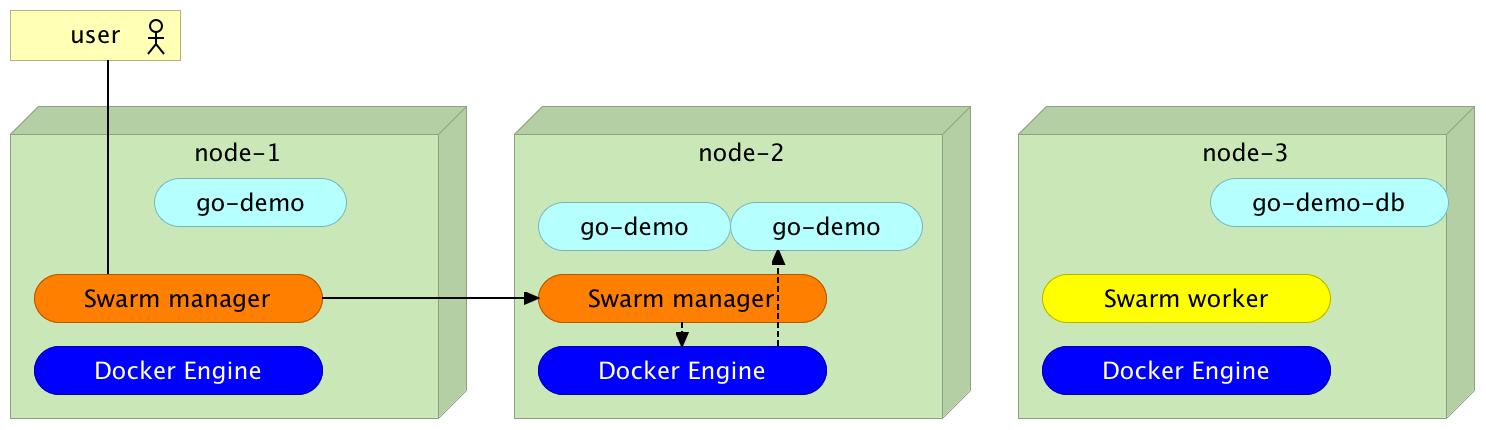 user
node-1
go-demo
Swarm manager
Docker Engine
node-2
go-demo
go-demo
Swarm manager
Docker Engine
node-3
go-demo-db
Swarm worker
Docker Engine